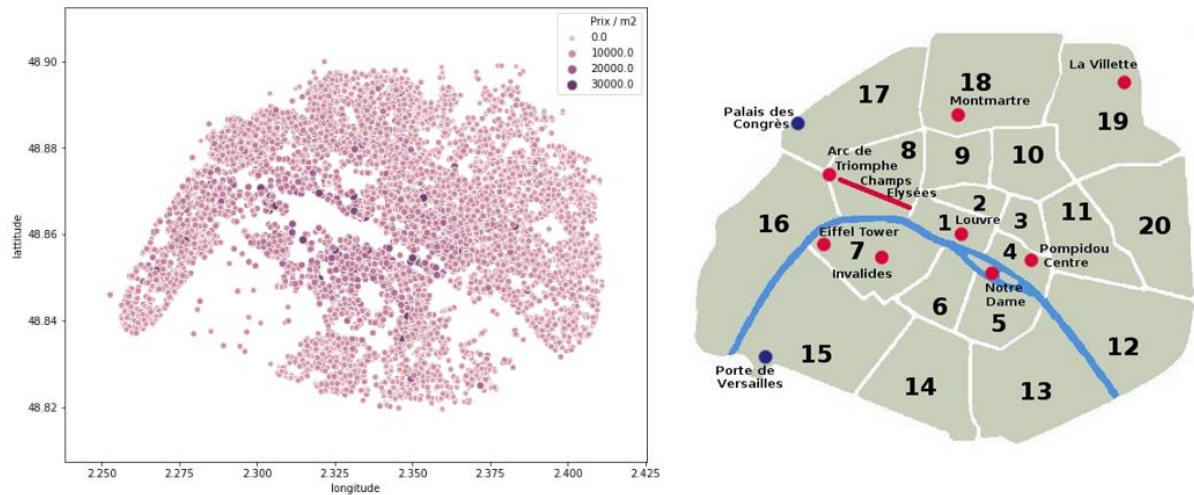 Prix / m2
0.0
10000.0
20000.0
30000.0
48.90
48.88
48.86
48.84
48.82
lattitude
2.250
2.275
2.300
2.325
2.350
2.375
2.400
2.425
longitude
La Villette
18
17
Montmartre
Palais des
Congrès
19
Arc de
Triomphe
8
9
10
Champs
Elysées
2
11
1
Louvre
3
16
Eiffel Tower
20
7
4
Pompidou
Centre
Invalides
Notre
Dame
6
5
15
12
Porte de
Versailles
14
13